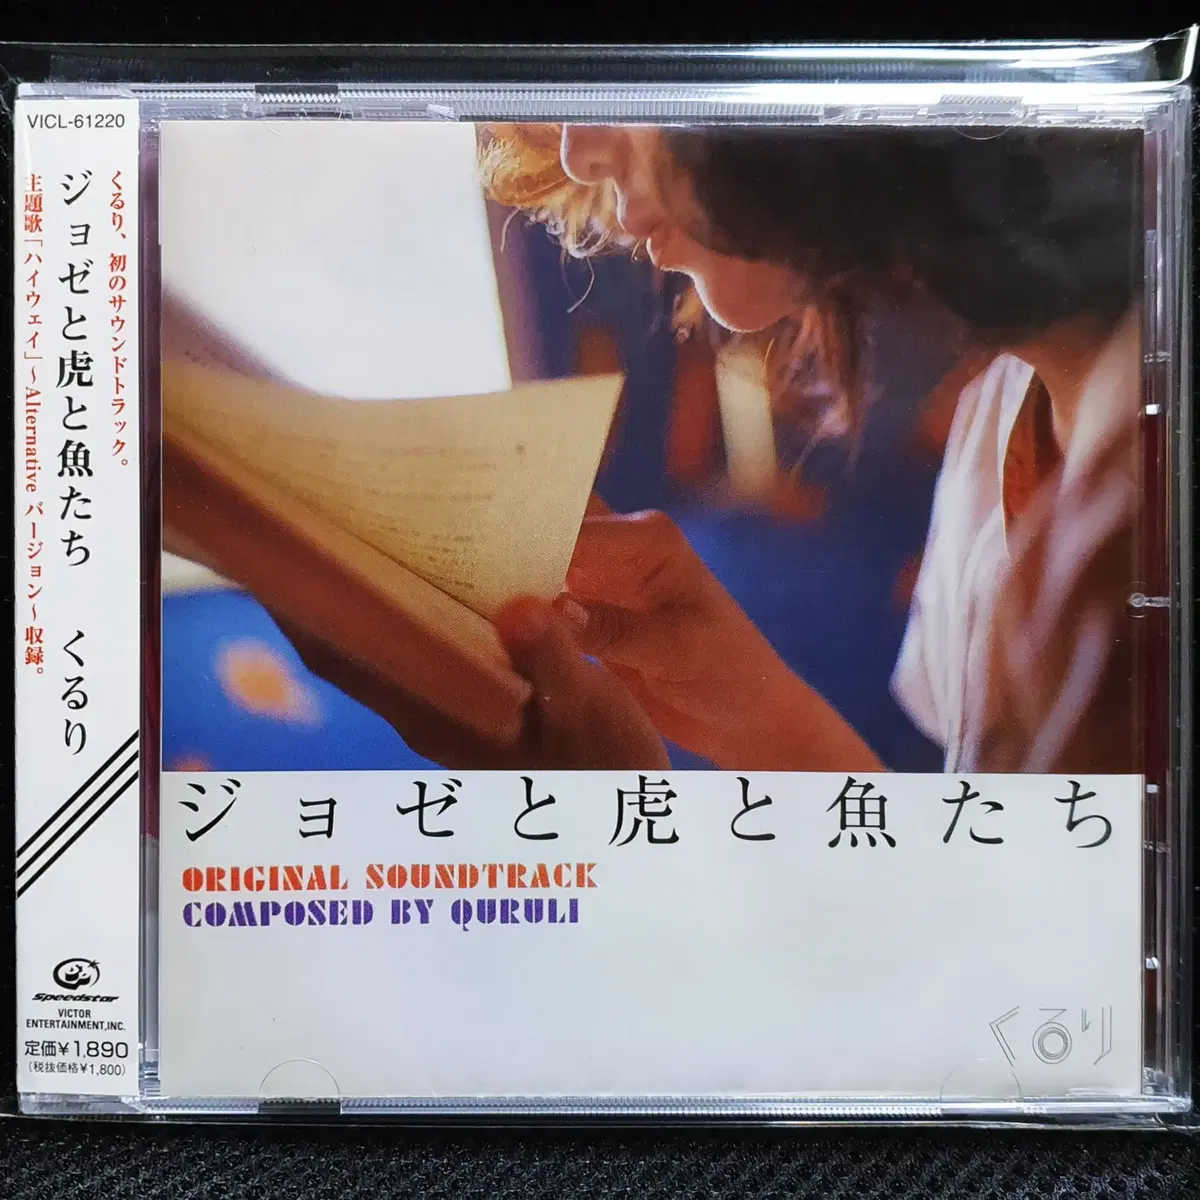 VICL-61220
くるり、初のサウンドトラック。
主題歌「ハイウェイ」〜Alternative バージョン〜 収録。
ジョゼと虎と魚たち くるり
Speedstar
VICTOR
ENTERTAINMENT,INC.
定価¥1,890
(税抜価格¥1,800)
ジョゼと虎と魚たち
ORIGINAL SOUNDTRACK
COMPOSED BY QURULI
くるり